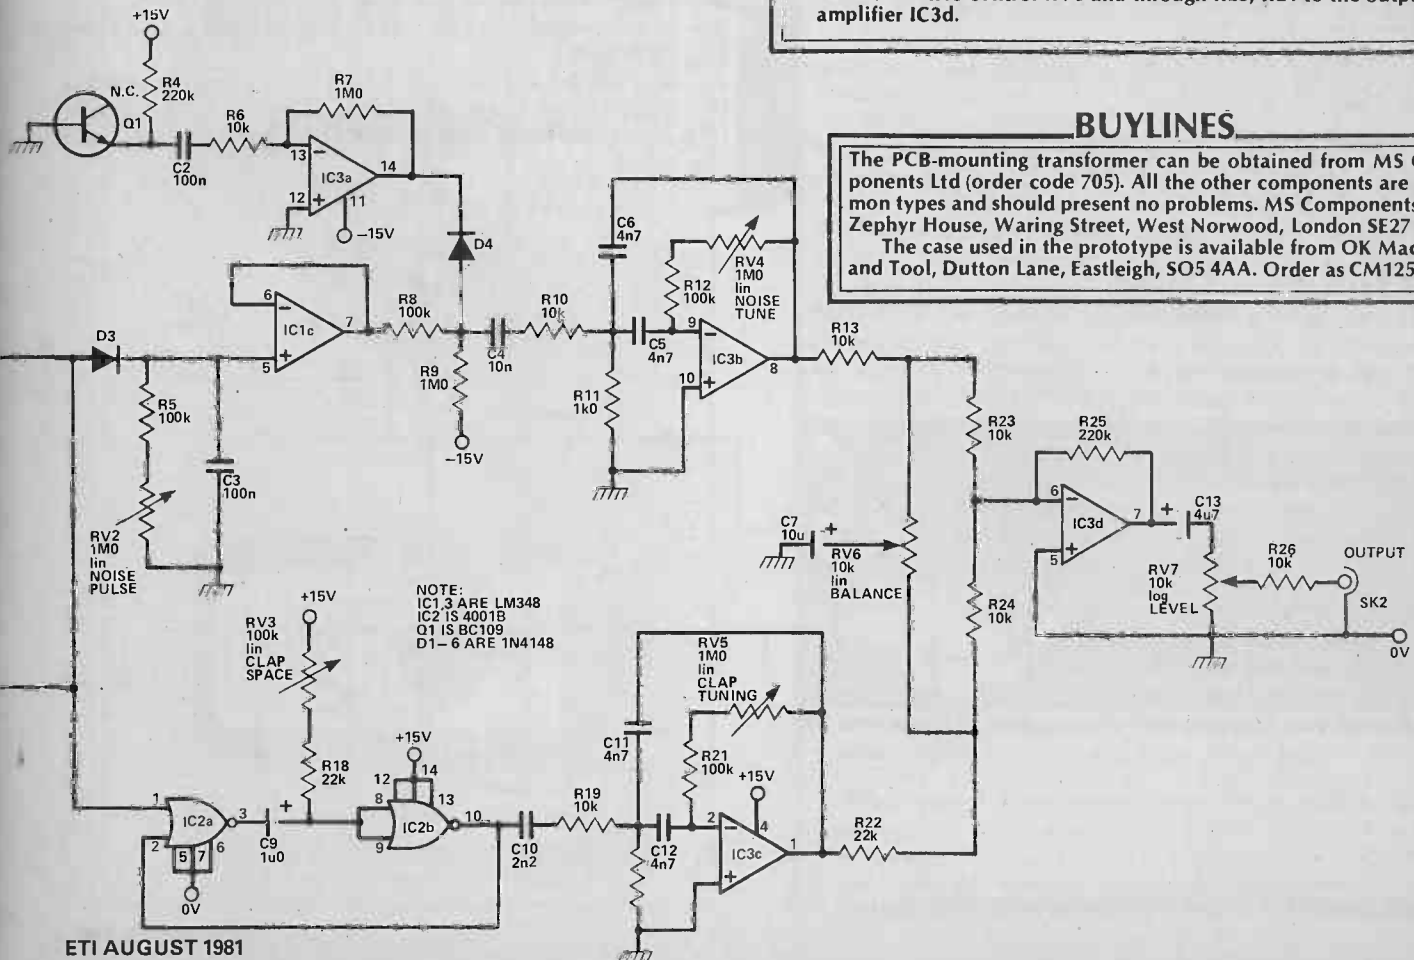 amplifier IC3d.
BUYLINES
The PCB-mounting transformer can be obtained from MS
ponents Ltd (order code 705). All the other components are
mon types and should present no problems. MS Components
Zephyr House, Waring Street, West Norwood, London SE27
The case used in the prototype is available from OK Mac
and Tool, Dutton Lane, Eastleigh, SO5 4AA. Order as CM125
+15V
R4
220k
N.C.
Q1
C2
100n
R6
10k
R7
1M0
13
14
IC3a
12
11
–15V
D4
6
7
IC1c
5
D3
R5
100k
C3
100n
RV2
1M0
lin
NOISE
PULSE
R8
100k
R9
1M0
–15V
C4
10n
R10
10k
C6
4n7
R11
1k0
C5
4n7
R12
100k
RV4
1M0
lin
NOISE
TUNE
9
IC3b
10
8
R13
10k
R23
10k
R24
10k
C7
10u
+
RV6
10k
lin
BALANCE
R25
220k
6
IC3d
7
5
+
C13
4u7
RV7
10k
log
LEVEL
R26
10k
OUTPUT
SK2
0V
NOTE:
IC1,3 ARE LM348
IC2 IS 4001B
Q1 IS BC109
D1–6 ARE 1N4148
+15V
RV3
100k
lin
CLAP
SPACE
R18
22k
1
2
IC2a
3
5
7
6
0V
C9
1u0
+
+15V
12
14
8
13
IC2b
9
10
C10
2n2
R19
10k
C11
4n7
C12
4n7
R21
100k
RV5
1M0
lin
CLAP
TUNING
+15V
2
4
IC3c
1
R22
22k
ETI AUGUST 1981